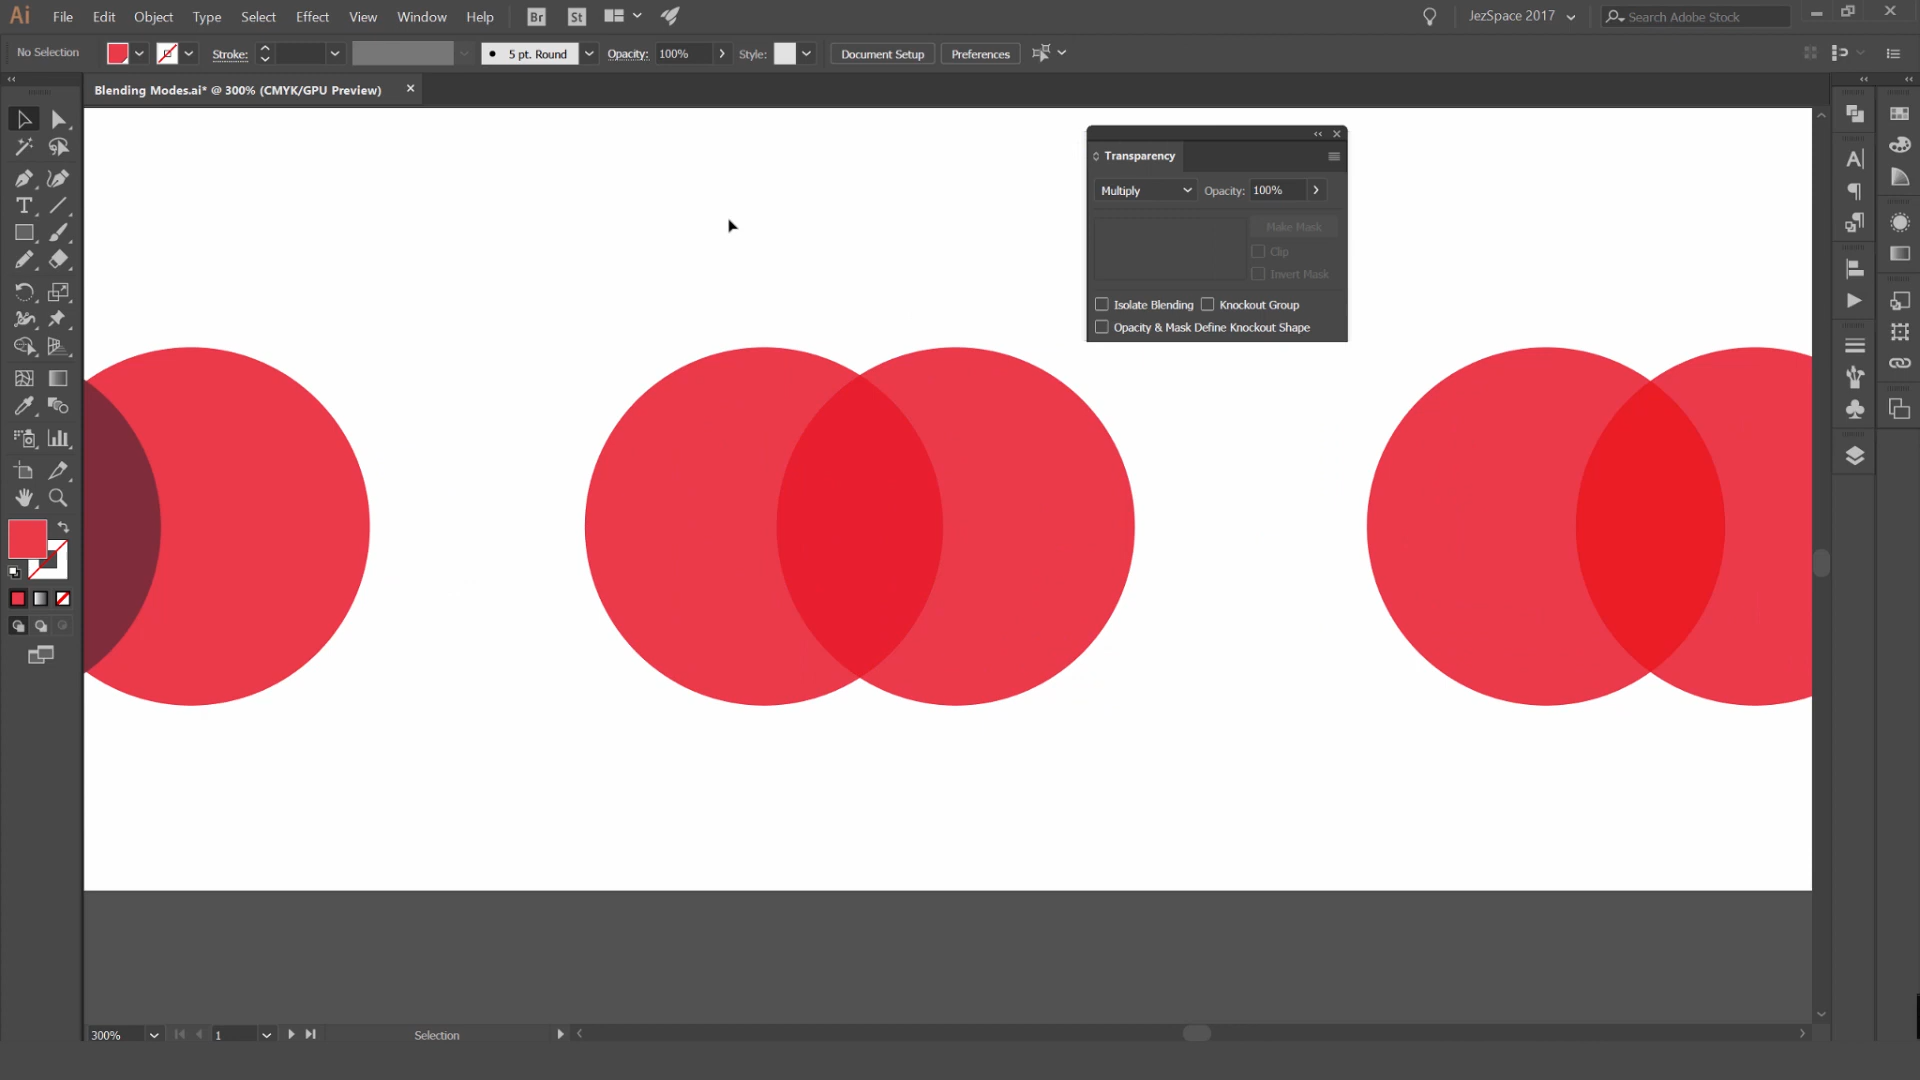 Ai File Edit Object Type Select Effect View Window Help Br St JezSpace 2017 Search Adobe Stock
No Selection Stroke: 5 pt. Round Opacity: 100% Style: Document Setup Preferences
Blending Modes.ai* @ 300% (CMYK/GPU Preview)
Transparency
Multiply Opacity: 100%
Make Mask
Clip
Invert Mask
Isolate Blending Knockout Group
Opacity & Mask Define Knockout Shape
300% 1 Selection